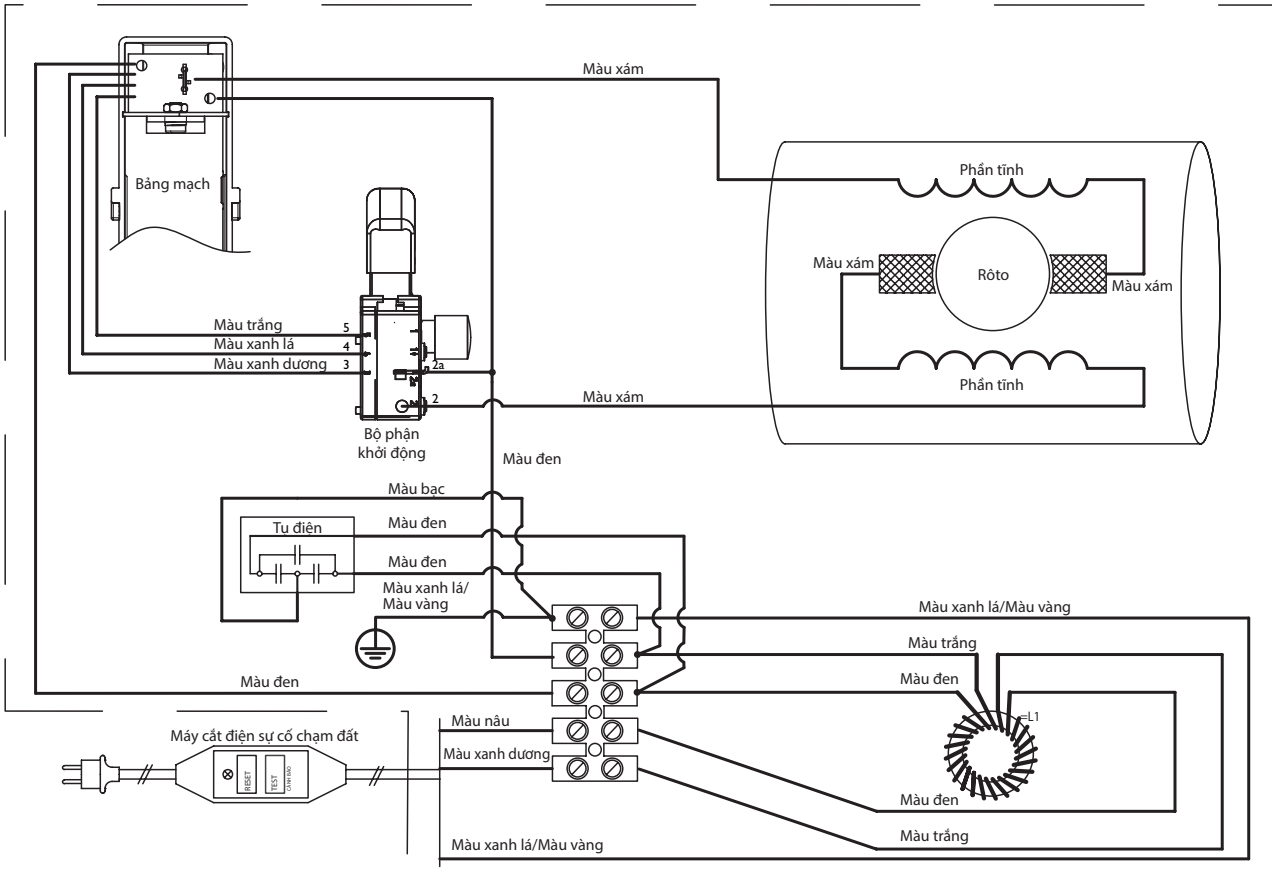 Màu xám
Bảng mạch
Phần tĩnh
Màu xám
Rôto
Màu xám
Màu trắng
5
Màu xanh lá
4
Màu xanh dương
3
2a
2a
2
2
Phần tĩnh
Màu xám
Bộ phận
khởi động
Màu đen
Màu bạc
Tụ điện
Màu đen
Màu đen
Màu xanh lá/
Màu vàng
Màu xanh lá/Màu vàng
Màu trắng
Màu đen
Màu đen
=L1
Màu nâu
Máy cắt điện sự cố chạm đất
Màu xanh dương
RESET
TEST
CẢNH BÁO
Màu đen
Màu trắng
Màu xanh lá/Màu vàng